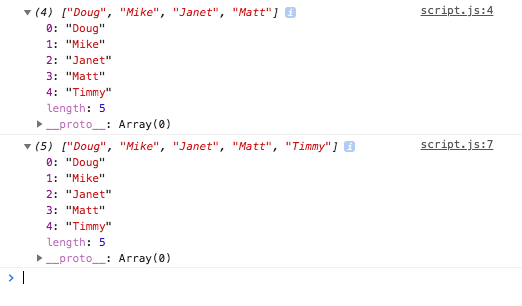 ▼(4) ["Doug", "Mike", "Janet", "Matt"] i script.js:4
0: "Doug"
1: "Mike"
2: "Janet"
3: "Matt"
4: "Timmy"
length: 5
▶__proto__: Array(0)
▼(5) ["Doug", "Mike", "Janet", "Matt", "Timmy"] i script.js:7
0: "Doug"
1: "Mike"
2: "Janet"
3: "Matt"
4: "Timmy"
length: 5
▶__proto__: Array(0)
>